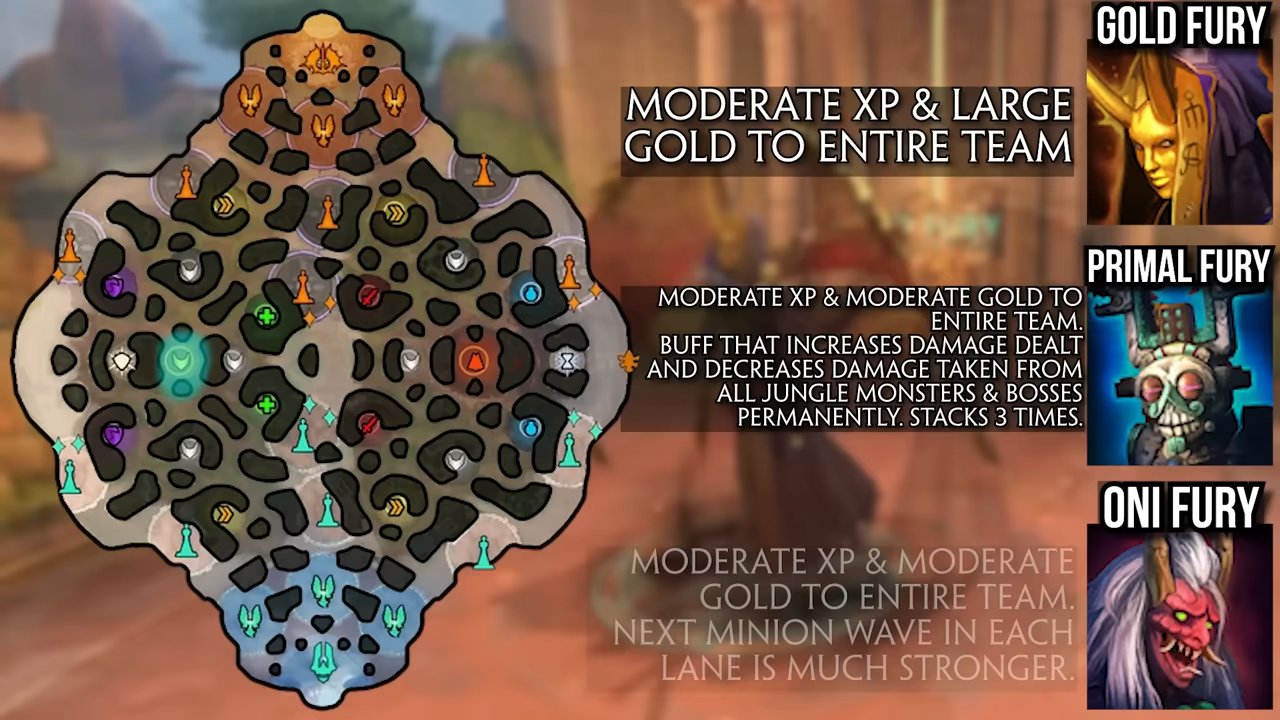 GOLD FURY
MODERATE XP & LARGE
GOLD TO ENTIRE TEAM
PRIMAL FURY
MODERATE XP & MODERATE GOLD TO
ENTIRE TEAM.
BUFF THAT INCREASES DAMAGE DEALT
AND DECREASES DAMAGE TAKEN FROM
ALL JUNGLE MONSTERS & BOSSES
PERMANENTLY. STACKS 3 TIMES.
ONI FURY
MODERATE XP & MODERATE
GOLD TO ENTIRE TEAM.
NEXT MINION WAVE IN EACH
LANE IS MUCH STRONGER.